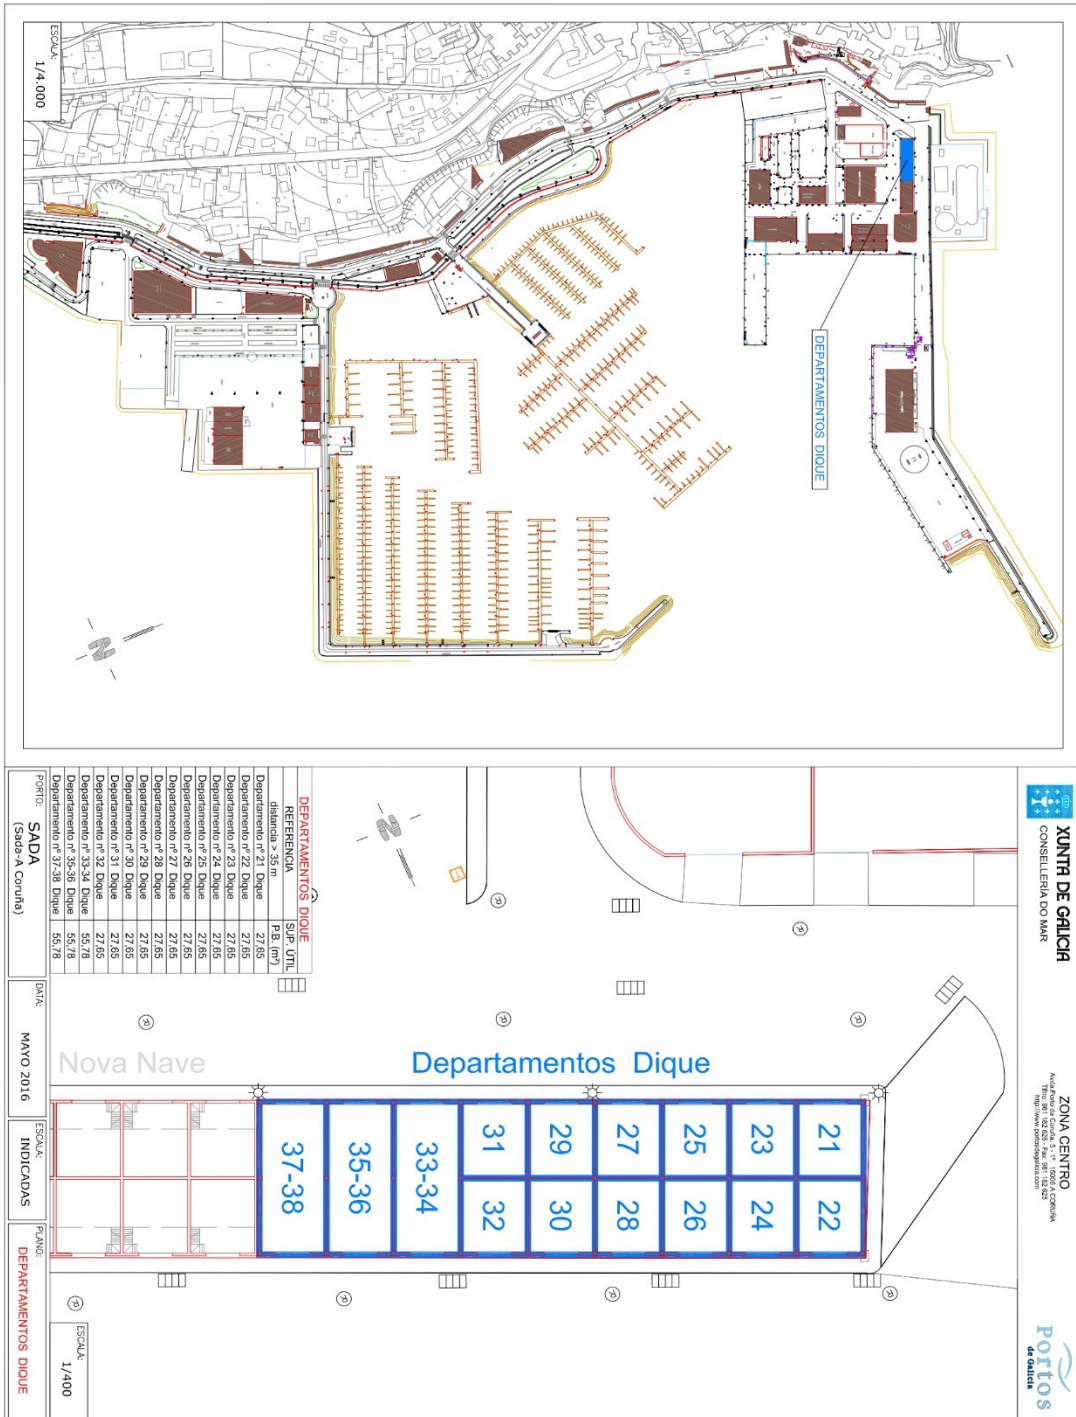 ESCALA:
1/4.000
DEPARTAMENTOS DIQUE
XUNTA DE GALICIA
CONSELLERÍA DO MAR
ZONA CENTRO
Portos
de Galicia
DEPARTAMENTOS DIQUE
REFERENCIA SUP. ÚTIL
distancia > 35 m P.B. (m²)
Departamento nº 21 Dique 27,65
Departamento nº 22 Dique 27,65
Departamento nº 23 Dique 27,65
Departamento nº 24 Dique 27,65
Departamento nº 25 Dique 27,65
Departamento nº 26 Dique 27,65
Departamento nº 27 Dique 27,65
Departamento nº 28 Dique 27,65
Departamento nº 29 Dique 27,65
Departamento nº 30 Dique 27,65
Departamento nº 31 Dique 27,65
Departamento nº 32 Dique 27,65
Departamento nº 33-34 Dique 55,78
Departamento nº 35-36 Dique 55,78
Departamento nº 37-38 Dique 55,78
Nova Nave
Departamentos Dique
21
22
23
24
25
26
27
28
29
30
31
32
33-34
35-36
37-38
ESCALA:
1/400
PORTO:
SADA
(Sada-A Coruña)
DATA:
MAYO 2016
ESCALA:
INDICADAS
PLANO:
DEPARTAMENTOS DIQUE